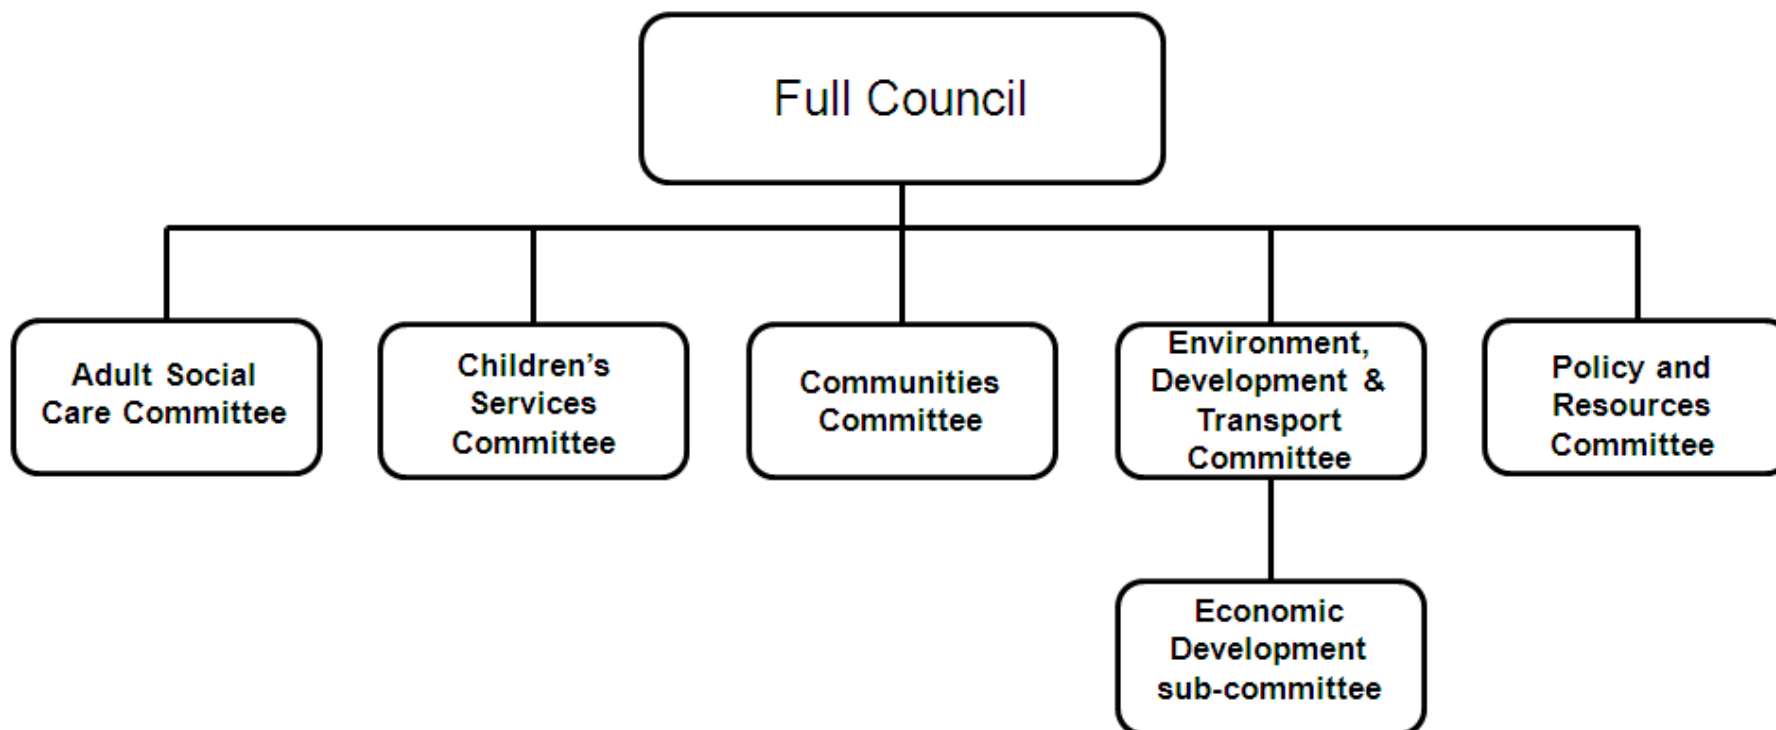 Full Council
Adult Social
Care Committee
Children’s
Services
Committee
Communities
Committee
Environment,
Development &
Transport
Committee
Policy and
Resources
Committee
Economic
Development
sub-committee